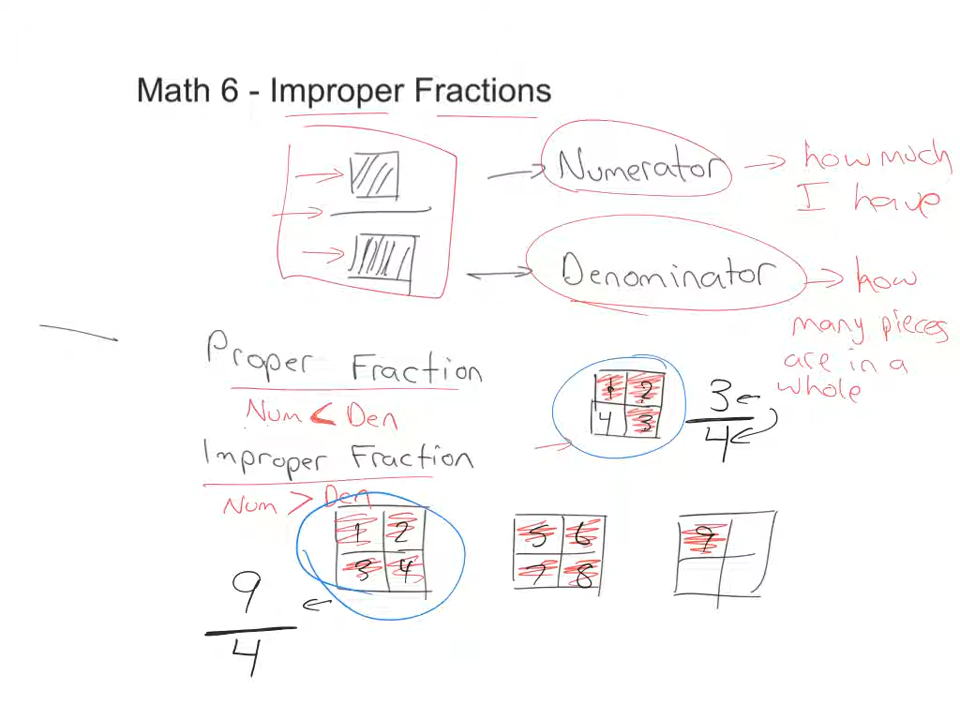 Math 6 - Improper Fractions
Numerator
how much
I have
Denominator
how
many pieces
are in a
whole
Proper Fraction
Num < Den
1 2
4 3
3
4
Improper Fraction
Num > Den
1 2
3 4
5 6
7 8
9
9
4